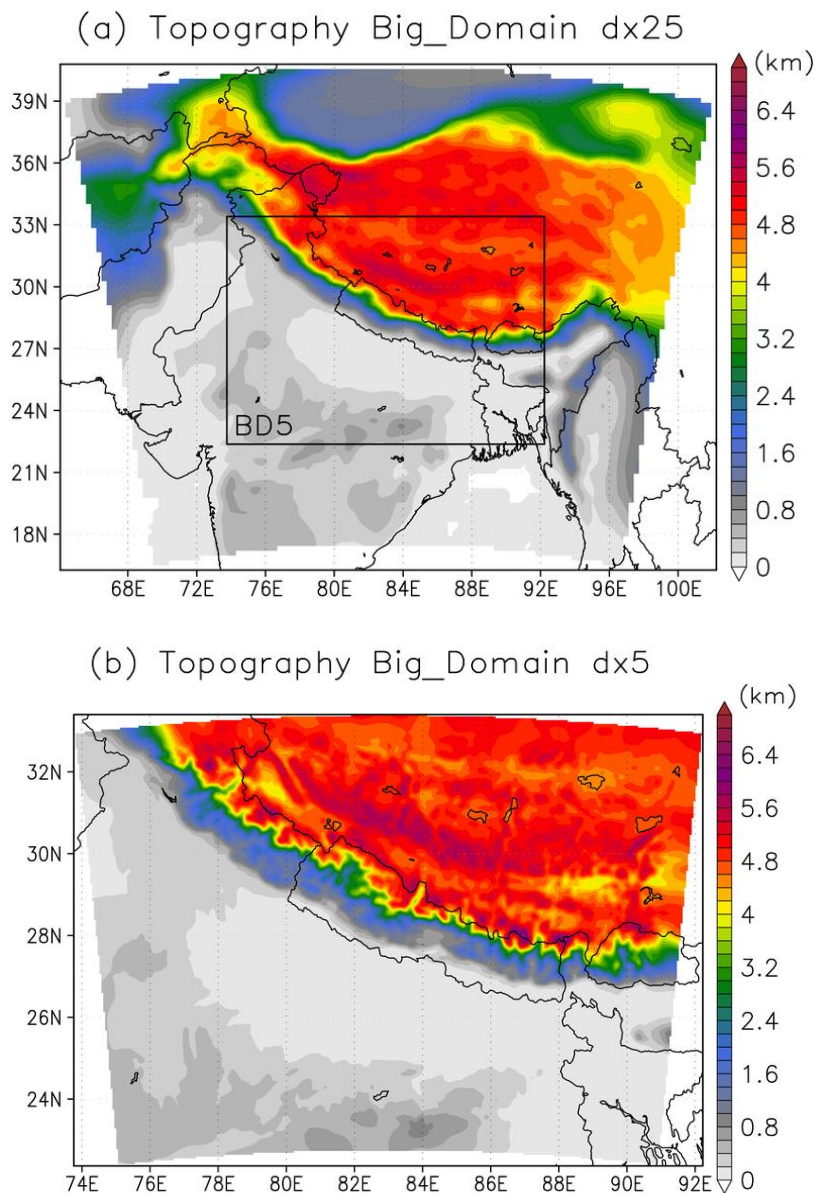 (a) Topography Big_Domain dx25
(km)
39N
36N
33N
30N
27N
24N
21N
18N
BD5
68E 72E 76E 80E 84E 88E 92E 96E 100E
6.4
5.6
4.8
4
3.2
2.4
1.6
0.8
0
(b) Topography Big_Domain dx5
(km)
32N
30N
28N
26N
24N
74E 76E 78E 80E 82E 84E 86E 88E 90E 92E
6.4
5.6
4.8
4
3.2
2.4
1.6
0.8
0